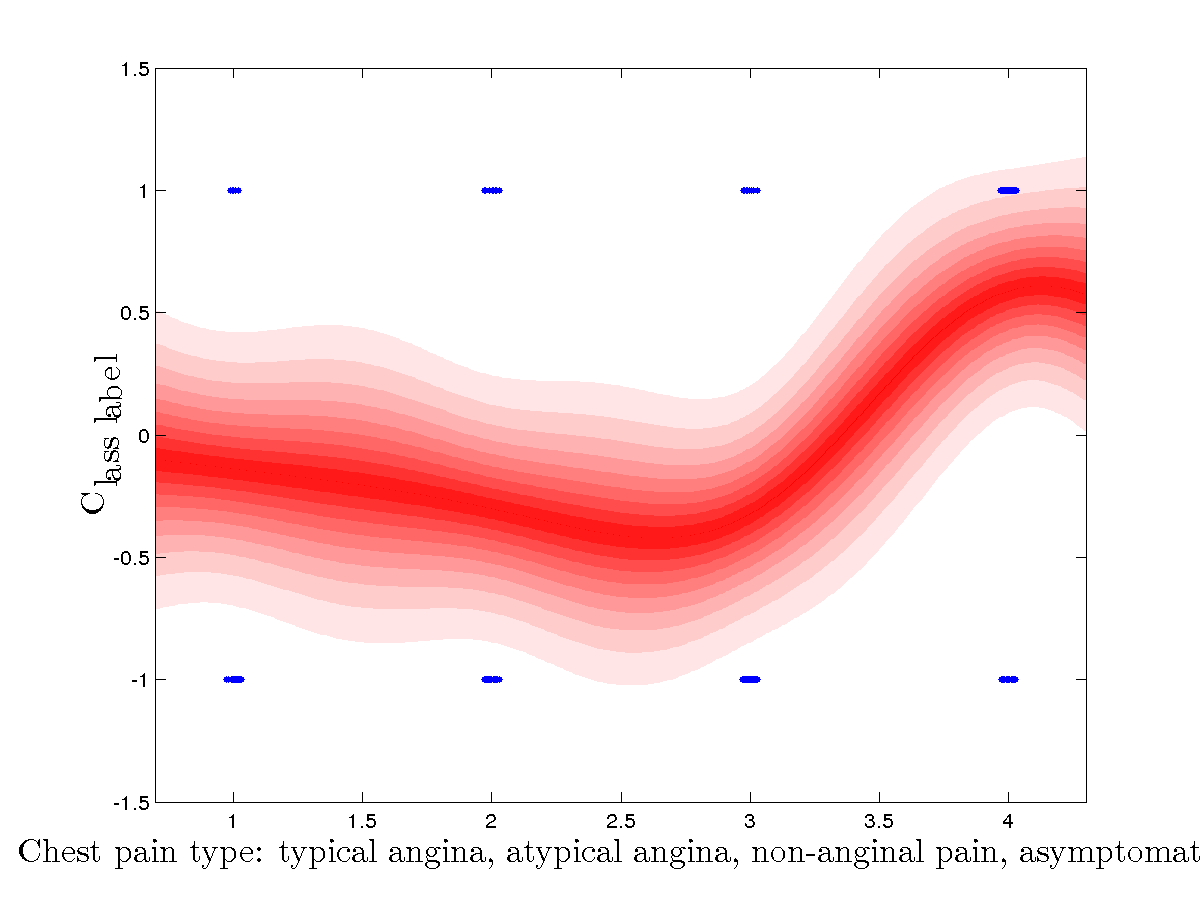 1.5
1
0.5
0
-0.5
-1
-1.5
Class label
1 1.5 2 2.5 3 3.5 4
Chest pain type: typical angina, atypical angina, non-anginal pain, asymptomat